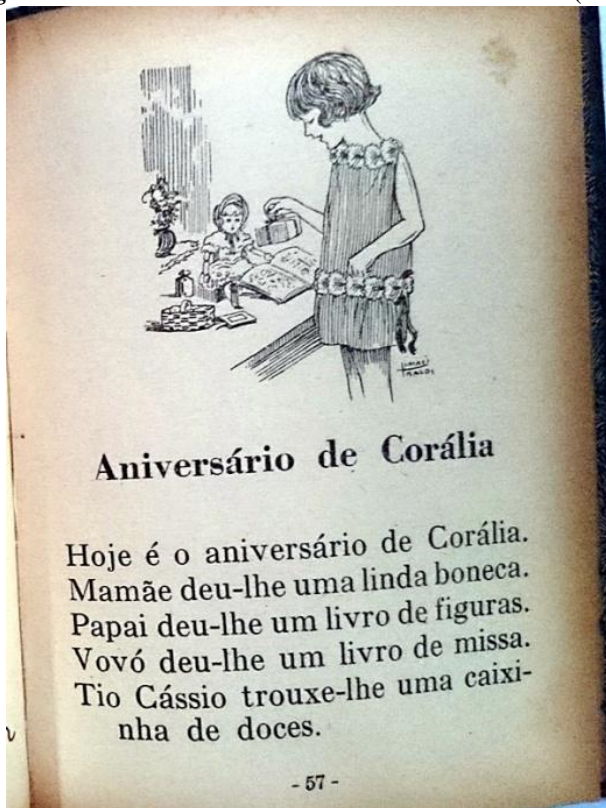 Aniversário de Corália
Hoje é o aniversário de Corália.
Mamãe deu-lhe uma linda boneca.
Papai deu-lhe um livro de figuras.
Vovó deu-lhe um livro de missa.
Tio Cássio trouxe-lhe uma caixi-
nha de doces.
- 57 -